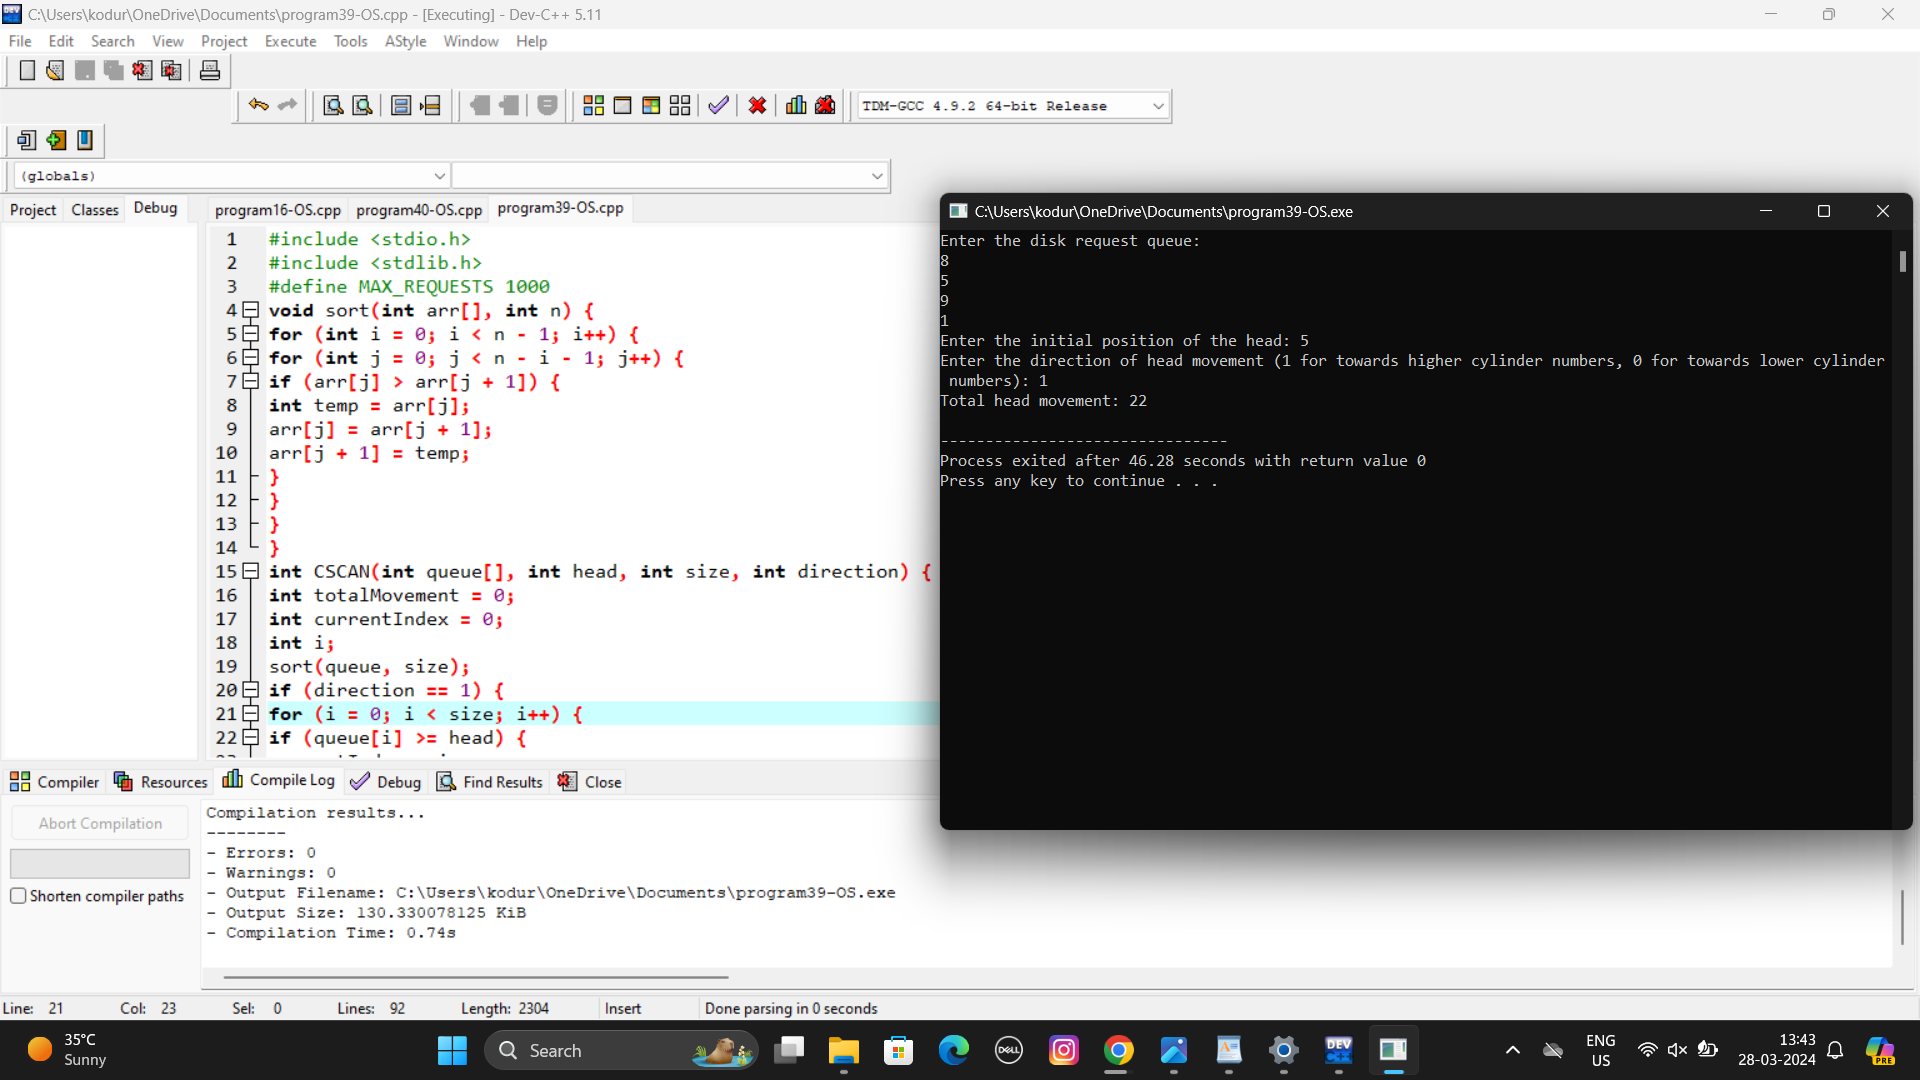 C:\Users\kodur\OneDrive\Documents\program39-OS.cpp - [Executing] - Dev-C++ 5.11
File Edit Search View Project Execute Tools AStyle Window Help
TDM-GCC 4.9.2 64-bit Release
(globals)
Project Classes Debug
program16-OS.cpp program40-OS.cpp program39-OS.cpp
1 #include <stdio.h>
2 #include <stdlib.h>
3 #define MAX_REQUESTS 1000
4 void sort(int arr[], int n) {
5 for (int i = 0; i < n - 1; i++) {
6 for (int j = 0; j < n - i - 1; j++) {
7 if (arr[j] > arr[j + 1]) {
8 int temp = arr[j];
9 arr[j] = arr[j + 1];
10 arr[j + 1] = temp;
11 }
12 }
13 }
14 }
15 int CSCAN(int queue[], int head, int size, int direction) {
16 int totalMovement = 0;
17 int currentIndex = 0;
18 int i;
19 sort(queue, size);
20 if (direction == 1) {
21 for (i = 0; i < size; i++) {
22 if (queue[i] >= head) {
C:\Users\kodur\OneDrive\Documents\program39-OS.exe
Enter the disk request queue:
8
5
9
1
Enter the initial position of the head: 5
Enter the direction of head movement (1 for towards higher cylinder numbers, 0 for towards lower cylinder
numbers): 1
Total head movement: 22
--------------------------------
Process exited after 46.28 seconds with return value 0
Press any key to continue . . .
Compiler Resources Compile Log Debug Find Results Close
Abort Compilation
Shorten compiler paths
Compilation results...
--------
- Errors: 0
- Warnings: 0
- Output Filename: C:\Users\kodur\OneDrive\Documents\program39-OS.exe
- Output Size: 130.330078125 KiB
- Compilation Time: 0.74s
Line: 21 Col: 23 Sel: 0 Lines: 92 Length: 2304 Insert Done parsing in 0 seconds
35°C
Sunny
Search
DELL
DEV
ENG
US
13:43
28-03-2024
PRE